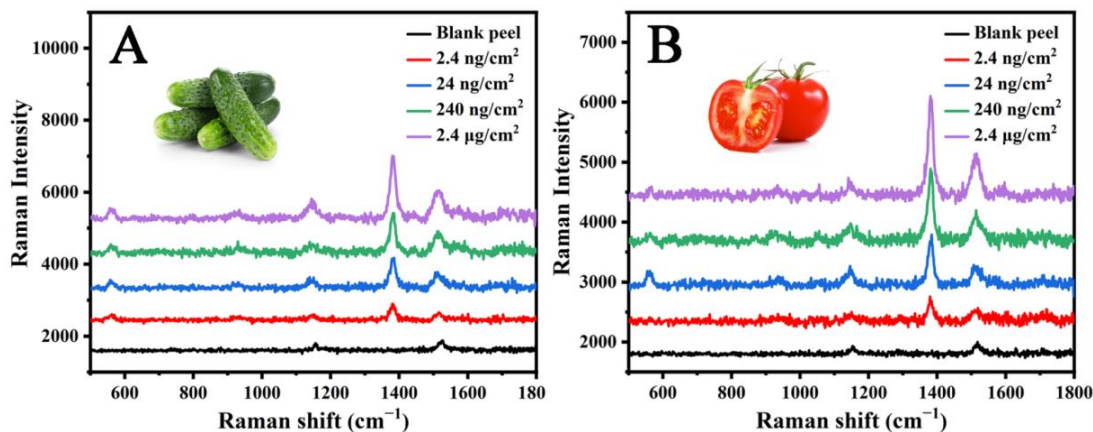 A
Blank peel
2.4 ng/cm²
24 ng/cm²
240 ng/cm²
2.4 μg/cm²
10000
8000
6000
4000
2000
Raman Intensity
600 800 1000 1200 1400 1600 1800
Raman shift (cm⁻¹)
B
Blank peel
2.4 ng/cm²
24 ng/cm²
240 ng/cm²
2.4 μg/cm²
7000
6000
5000
4000
3000
2000
Raman Intensity
600 800 1000 1200 1400 1600 1800
Raman shift (cm⁻¹)